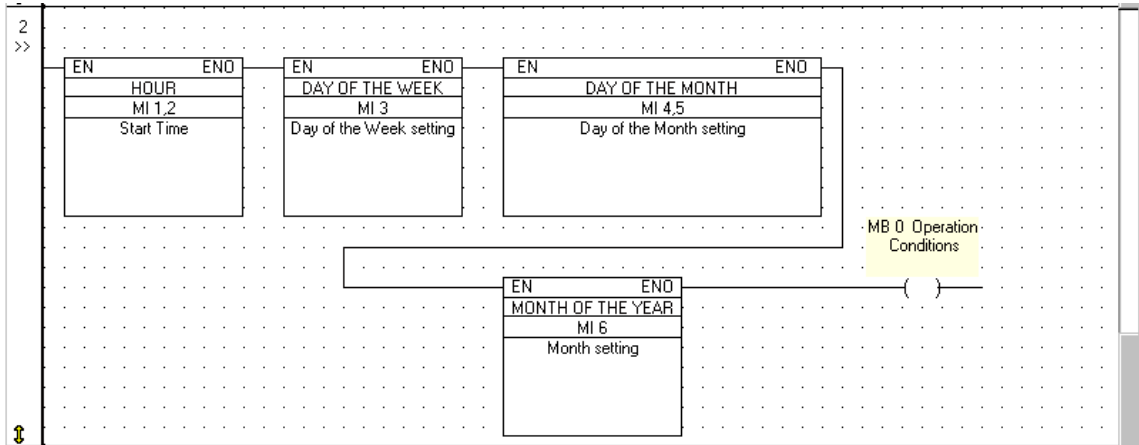 2
>>
EN ENO EN ENO EN ENO
HOUR DAY OF THE WEEK DAY OF THE MONTH
MI 1,2 MI 3 MI 4,5
Start Time Day of the Week setting Day of the Month setting
MB 0 Operation
Conditions
EN ENO
MONTH OF THE YEAR
MI 6
Month setting